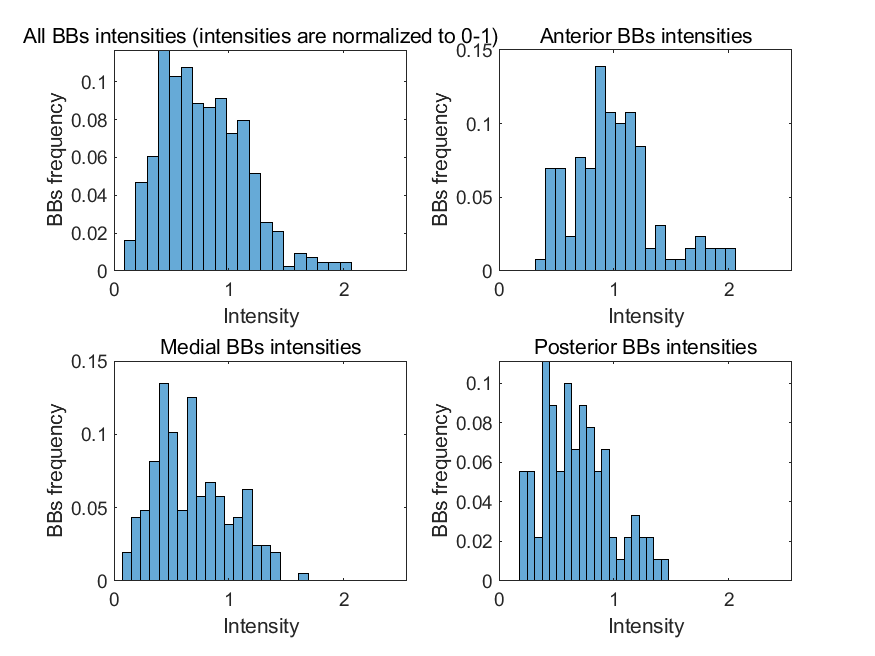 All BBs intensities (intensities are normalized to 0-1)
BBs frequency
0.1
0.08
0.06
0.04
0.02
0
0 1 2
Intensity
Anterior BBs intensities
BBs frequency
0.15
0.1
0.05
0
0 1 2
Intensity
Medial BBs intensities
BBs frequency
0.15
0.1
0.05
0
0 1 2
Intensity
Posterior BBs intensities
BBs frequency
0.1
0.08
0.06
0.04
0.02
0
0 1 2
Intensity